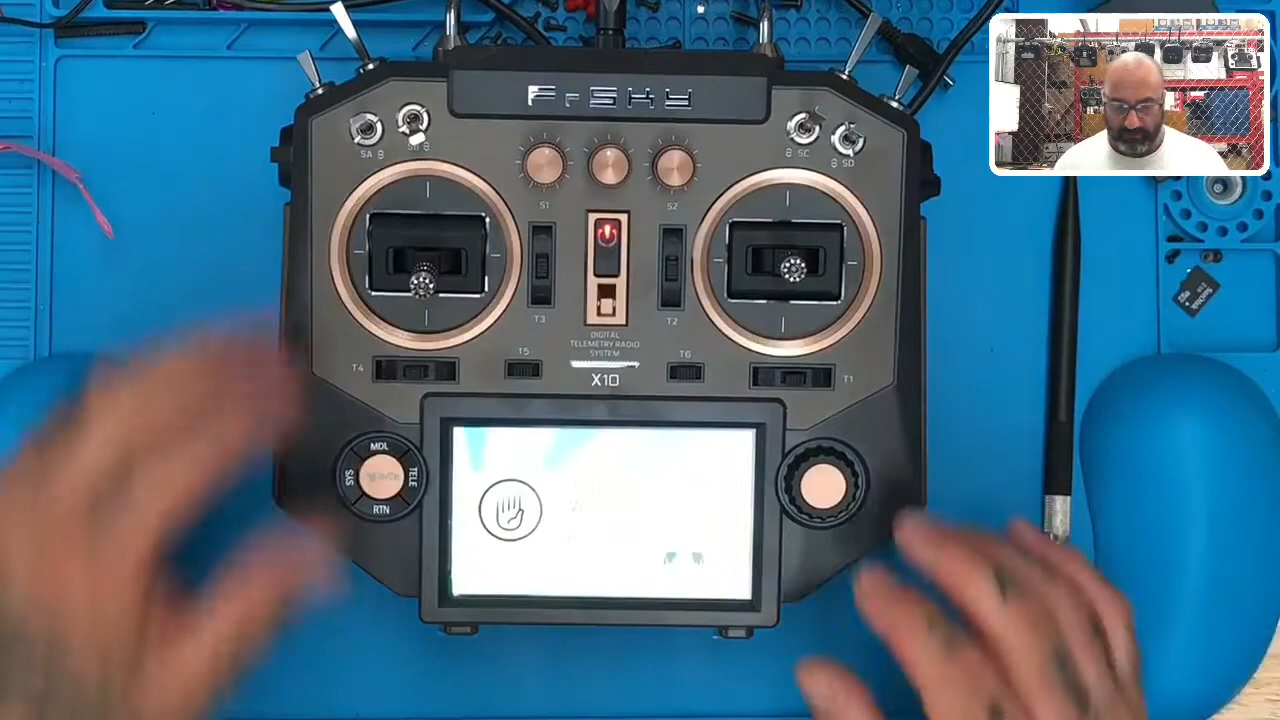 FrSKY
SA
SB
SC
SD
S1
S2
T3
T2
DIGITAL
TELEMETRY RADIO
SYSTEM
X10
T4
T5
T6
T1
MDL
SYS
TELE
RTN